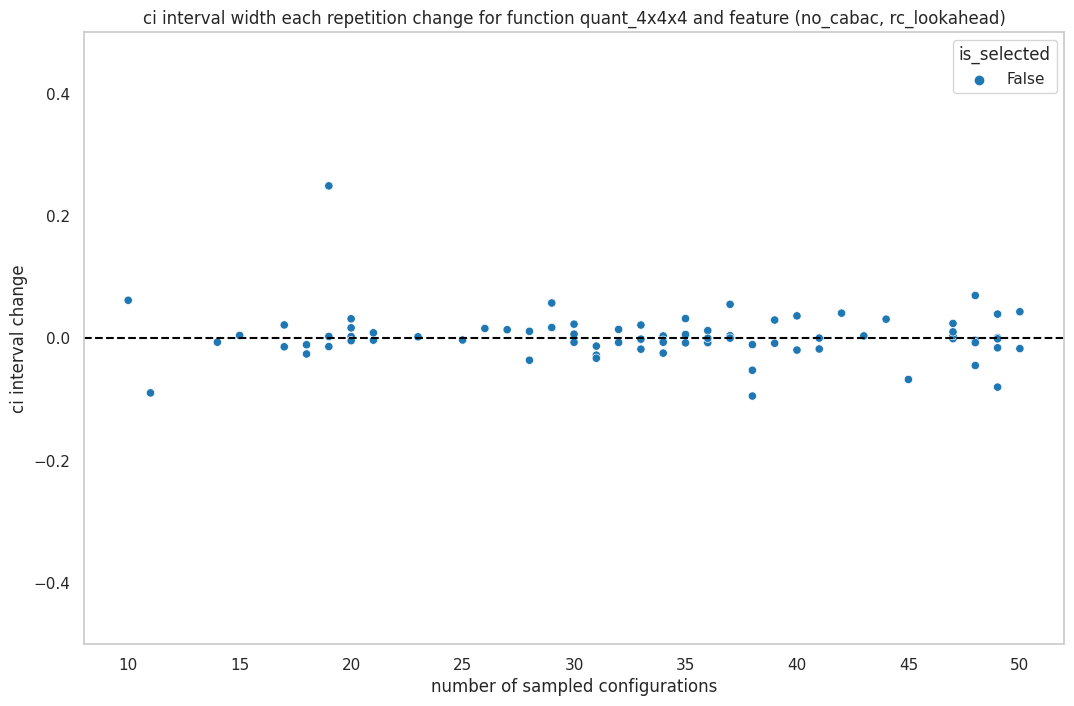 ci interval width each repetition change for function quant_4x4x4 and feature (no_cabac, rc_lookahead)
is_selected
False
ci interval change
0.4
0.2
0.0
−0.2
−0.4
10 15 20 25 30 35 40 45 50
number of sampled configurations